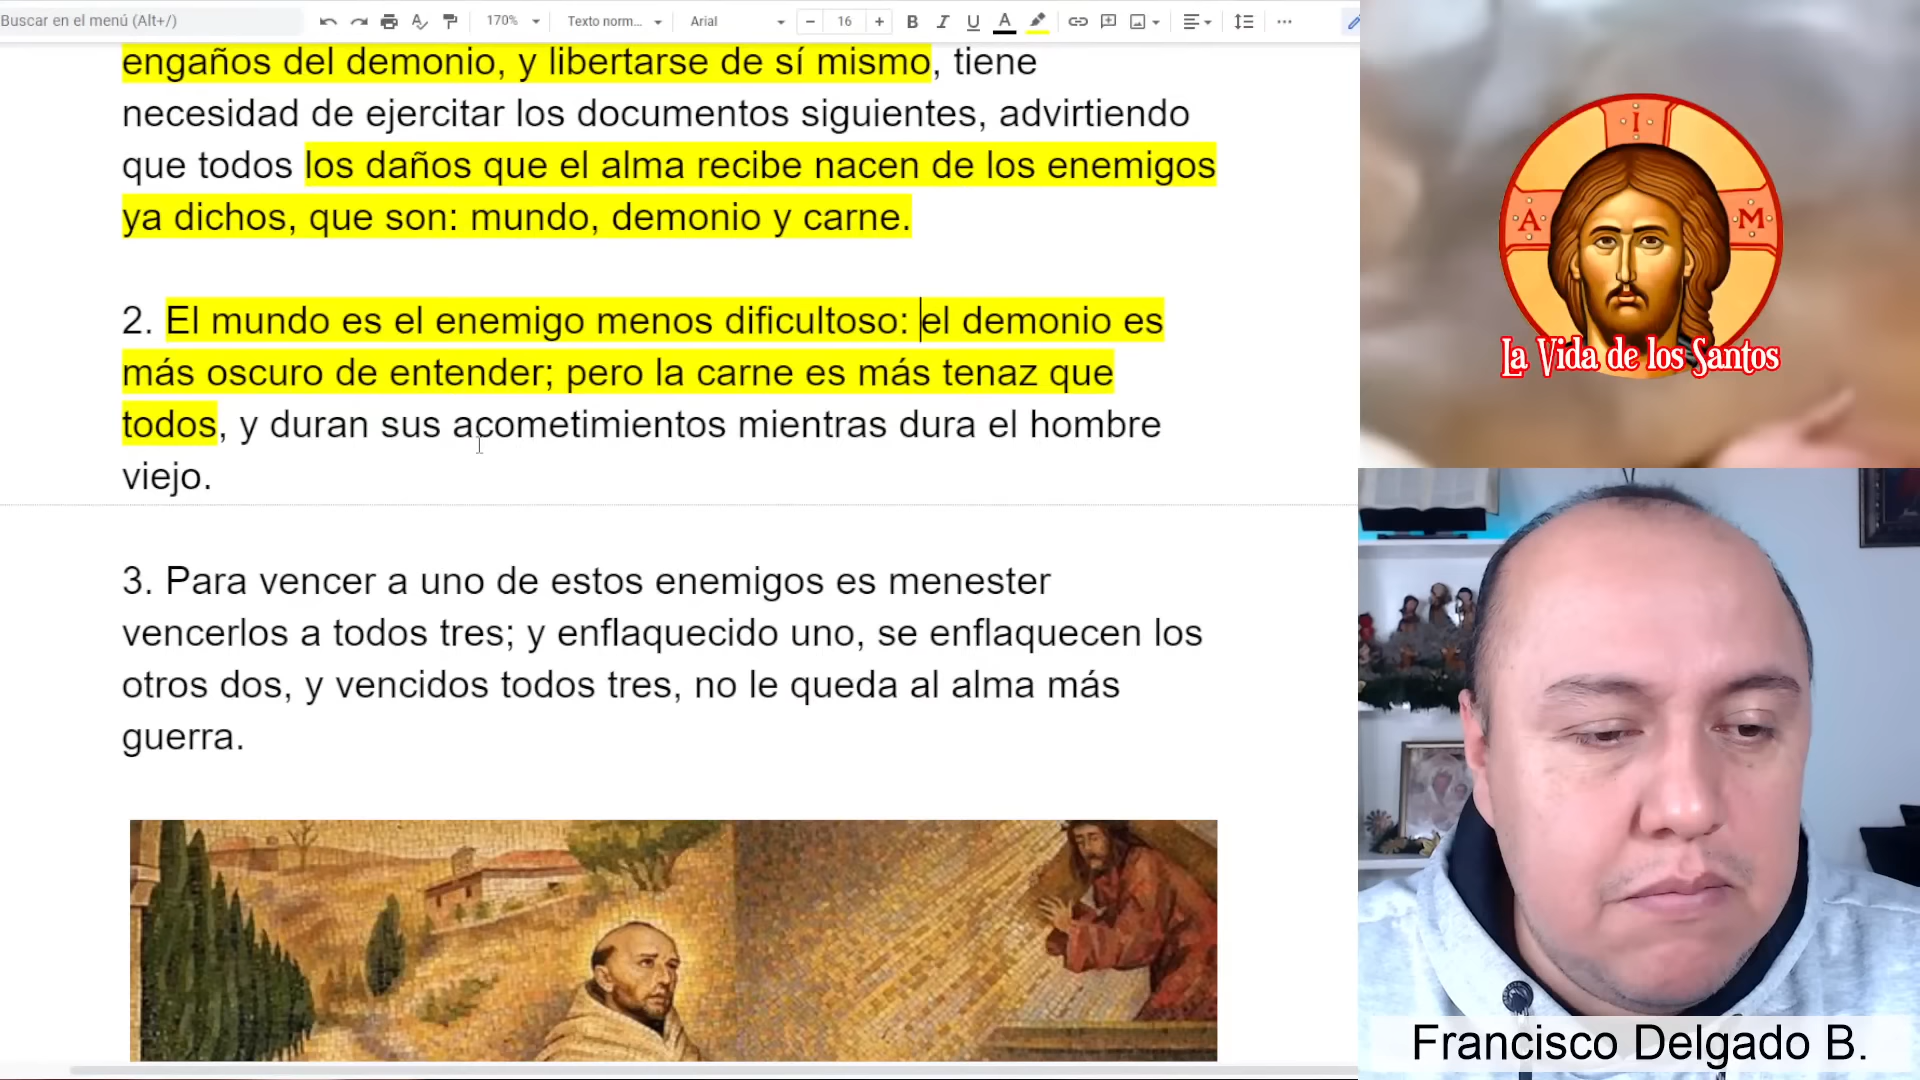 Buscar en el menú (Alt+/)
170%
Texto norm...
Arial
16
engaños del demonio, y libertarse de sí mismo, tiene
necesidad de ejercitar los documentos siguientes, advirtiendo
que todos los daños que el alma recibe nacen de los enemigos
ya dichos, que son: mundo, demonio y carne.
2. El mundo es el enemigo menos dificultoso: el demonio es
más oscuro de entender; pero la carne es más tenaz que
todos, y duran sus acometimientos mientras dura el hombre
viejo.
3. Para vencer a uno de estos enemigos es menester
vencerlos a todos tres; y enflaquecido uno, se enflaquecen los
otros dos, y vencidos todos tres, no le queda al alma más
guerra.
I
A M
La Vida de los Santos
Francisco Delgado B.